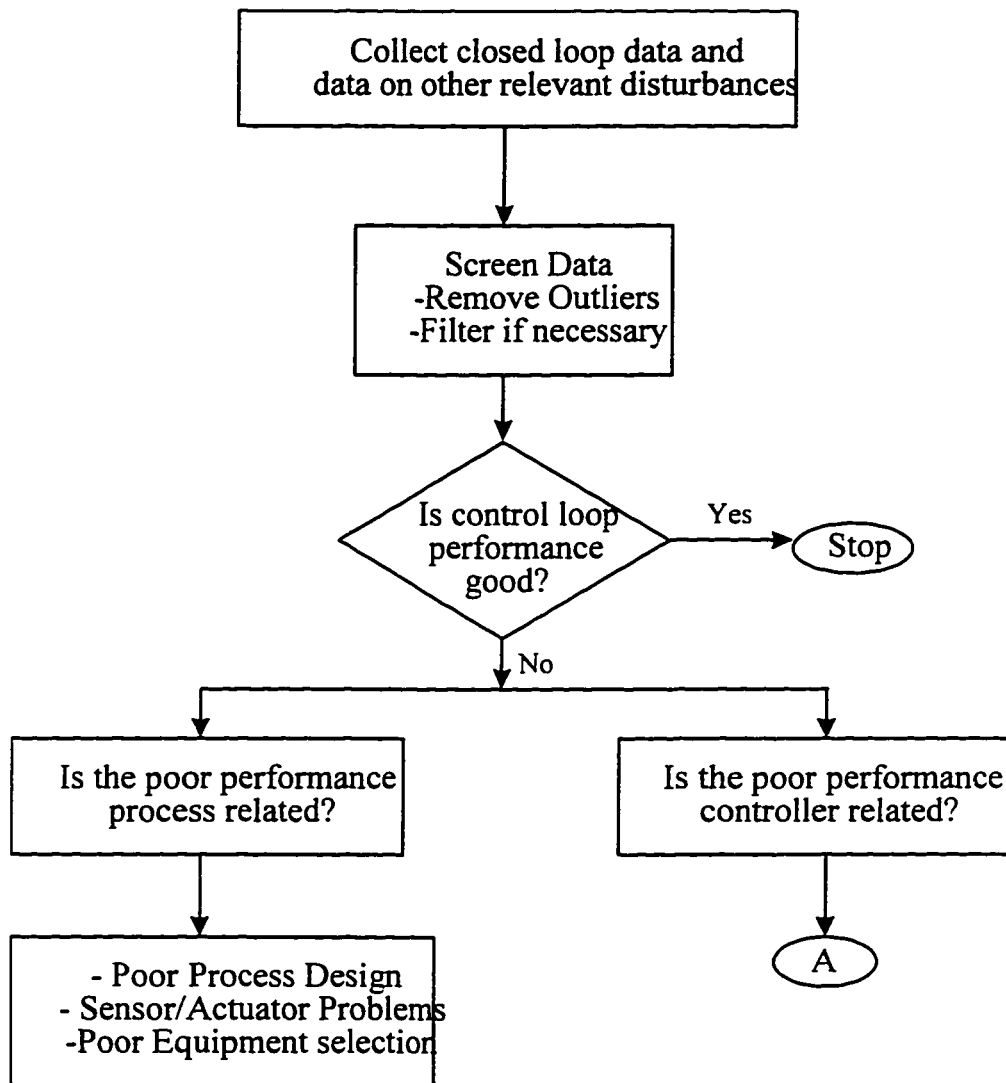 Collect closed loop data and
data on other relevant disturbances
Screen Data
-Remove Outliers
-Filter if necessary
Is control loop
performance
good?
Yes
Stop
No
Is the poor performance
process related?
Is the poor performance
controller related?
- Poor Process Design
- Sensor/Actuator Problems
-Poor Equipment selection
A